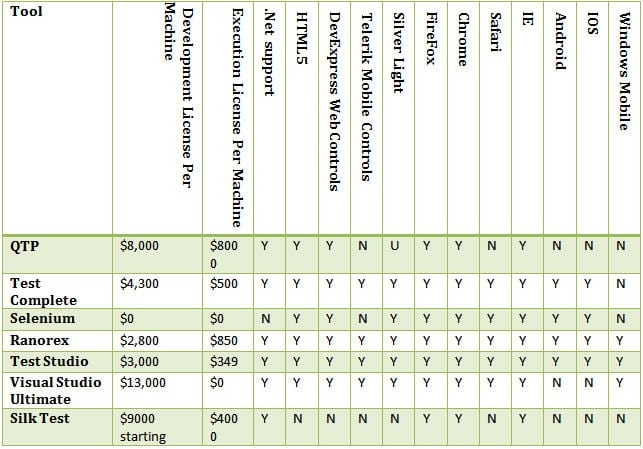 Tool Development License Per Machine Execution License Per Machine .Net support HTML5 DevExpress Web Controls Telerik Mobile Controls Silver Light FireFox Chrome Safari IE Android IOS Windows Mobile
QTP $8,000 $800 Y Y Y N U Y Y N Y N N N
0
Test $4,300 $500 Y Y Y Y Y Y Y Y Y Y Y N
Complete
Selenium $0 $0 N Y Y N Y Y Y Y Y Y Y N
Ranorex $2,800 $850 Y Y Y Y Y Y Y Y Y Y Y Y
Test Studio $3,000 $349 Y Y Y Y Y Y Y Y Y Y Y Y
Visual Studio $13,000 $0 Y Y Y Y Y Y Y Y Y N N Y
Ultimate
Silk Test $9000 $400 Y N N N N Y Y N Y N N N
starting 0